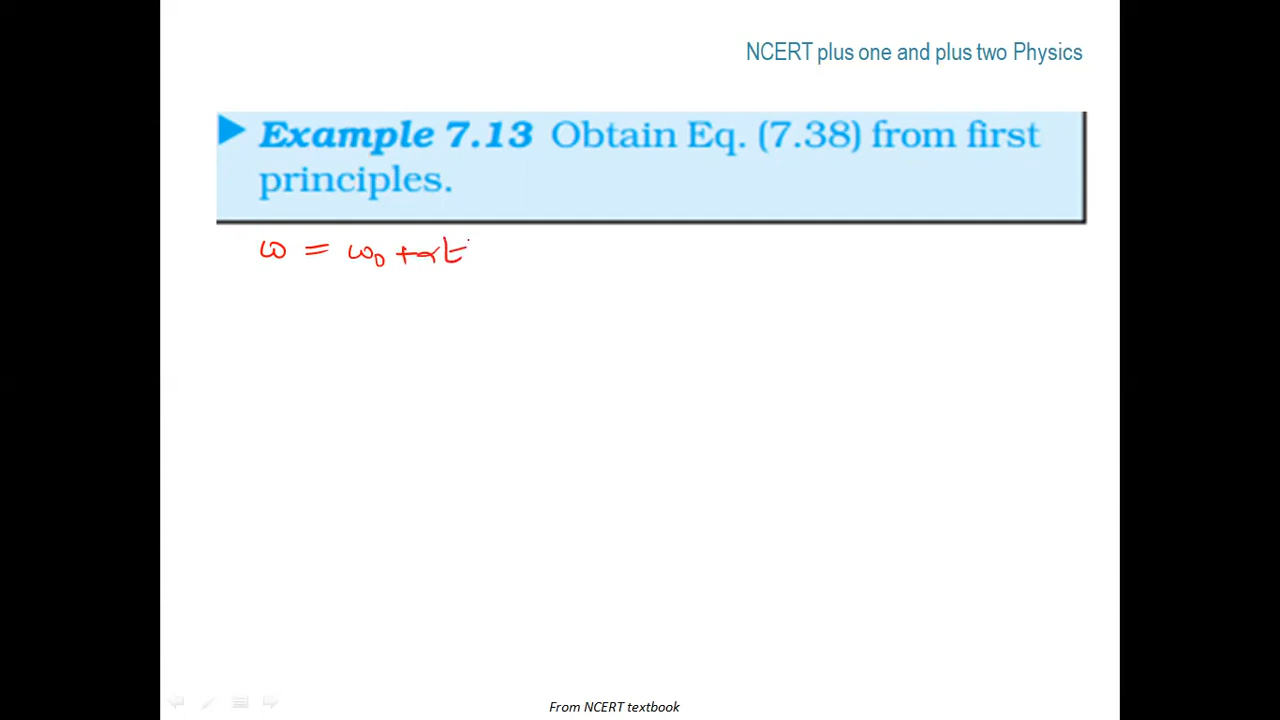 NCERT plus one and plus two Physics
Example 7.13 Obtain Eq. (7.38) from first
principles.
ω = ω₀ + αt
From NCERT textbook